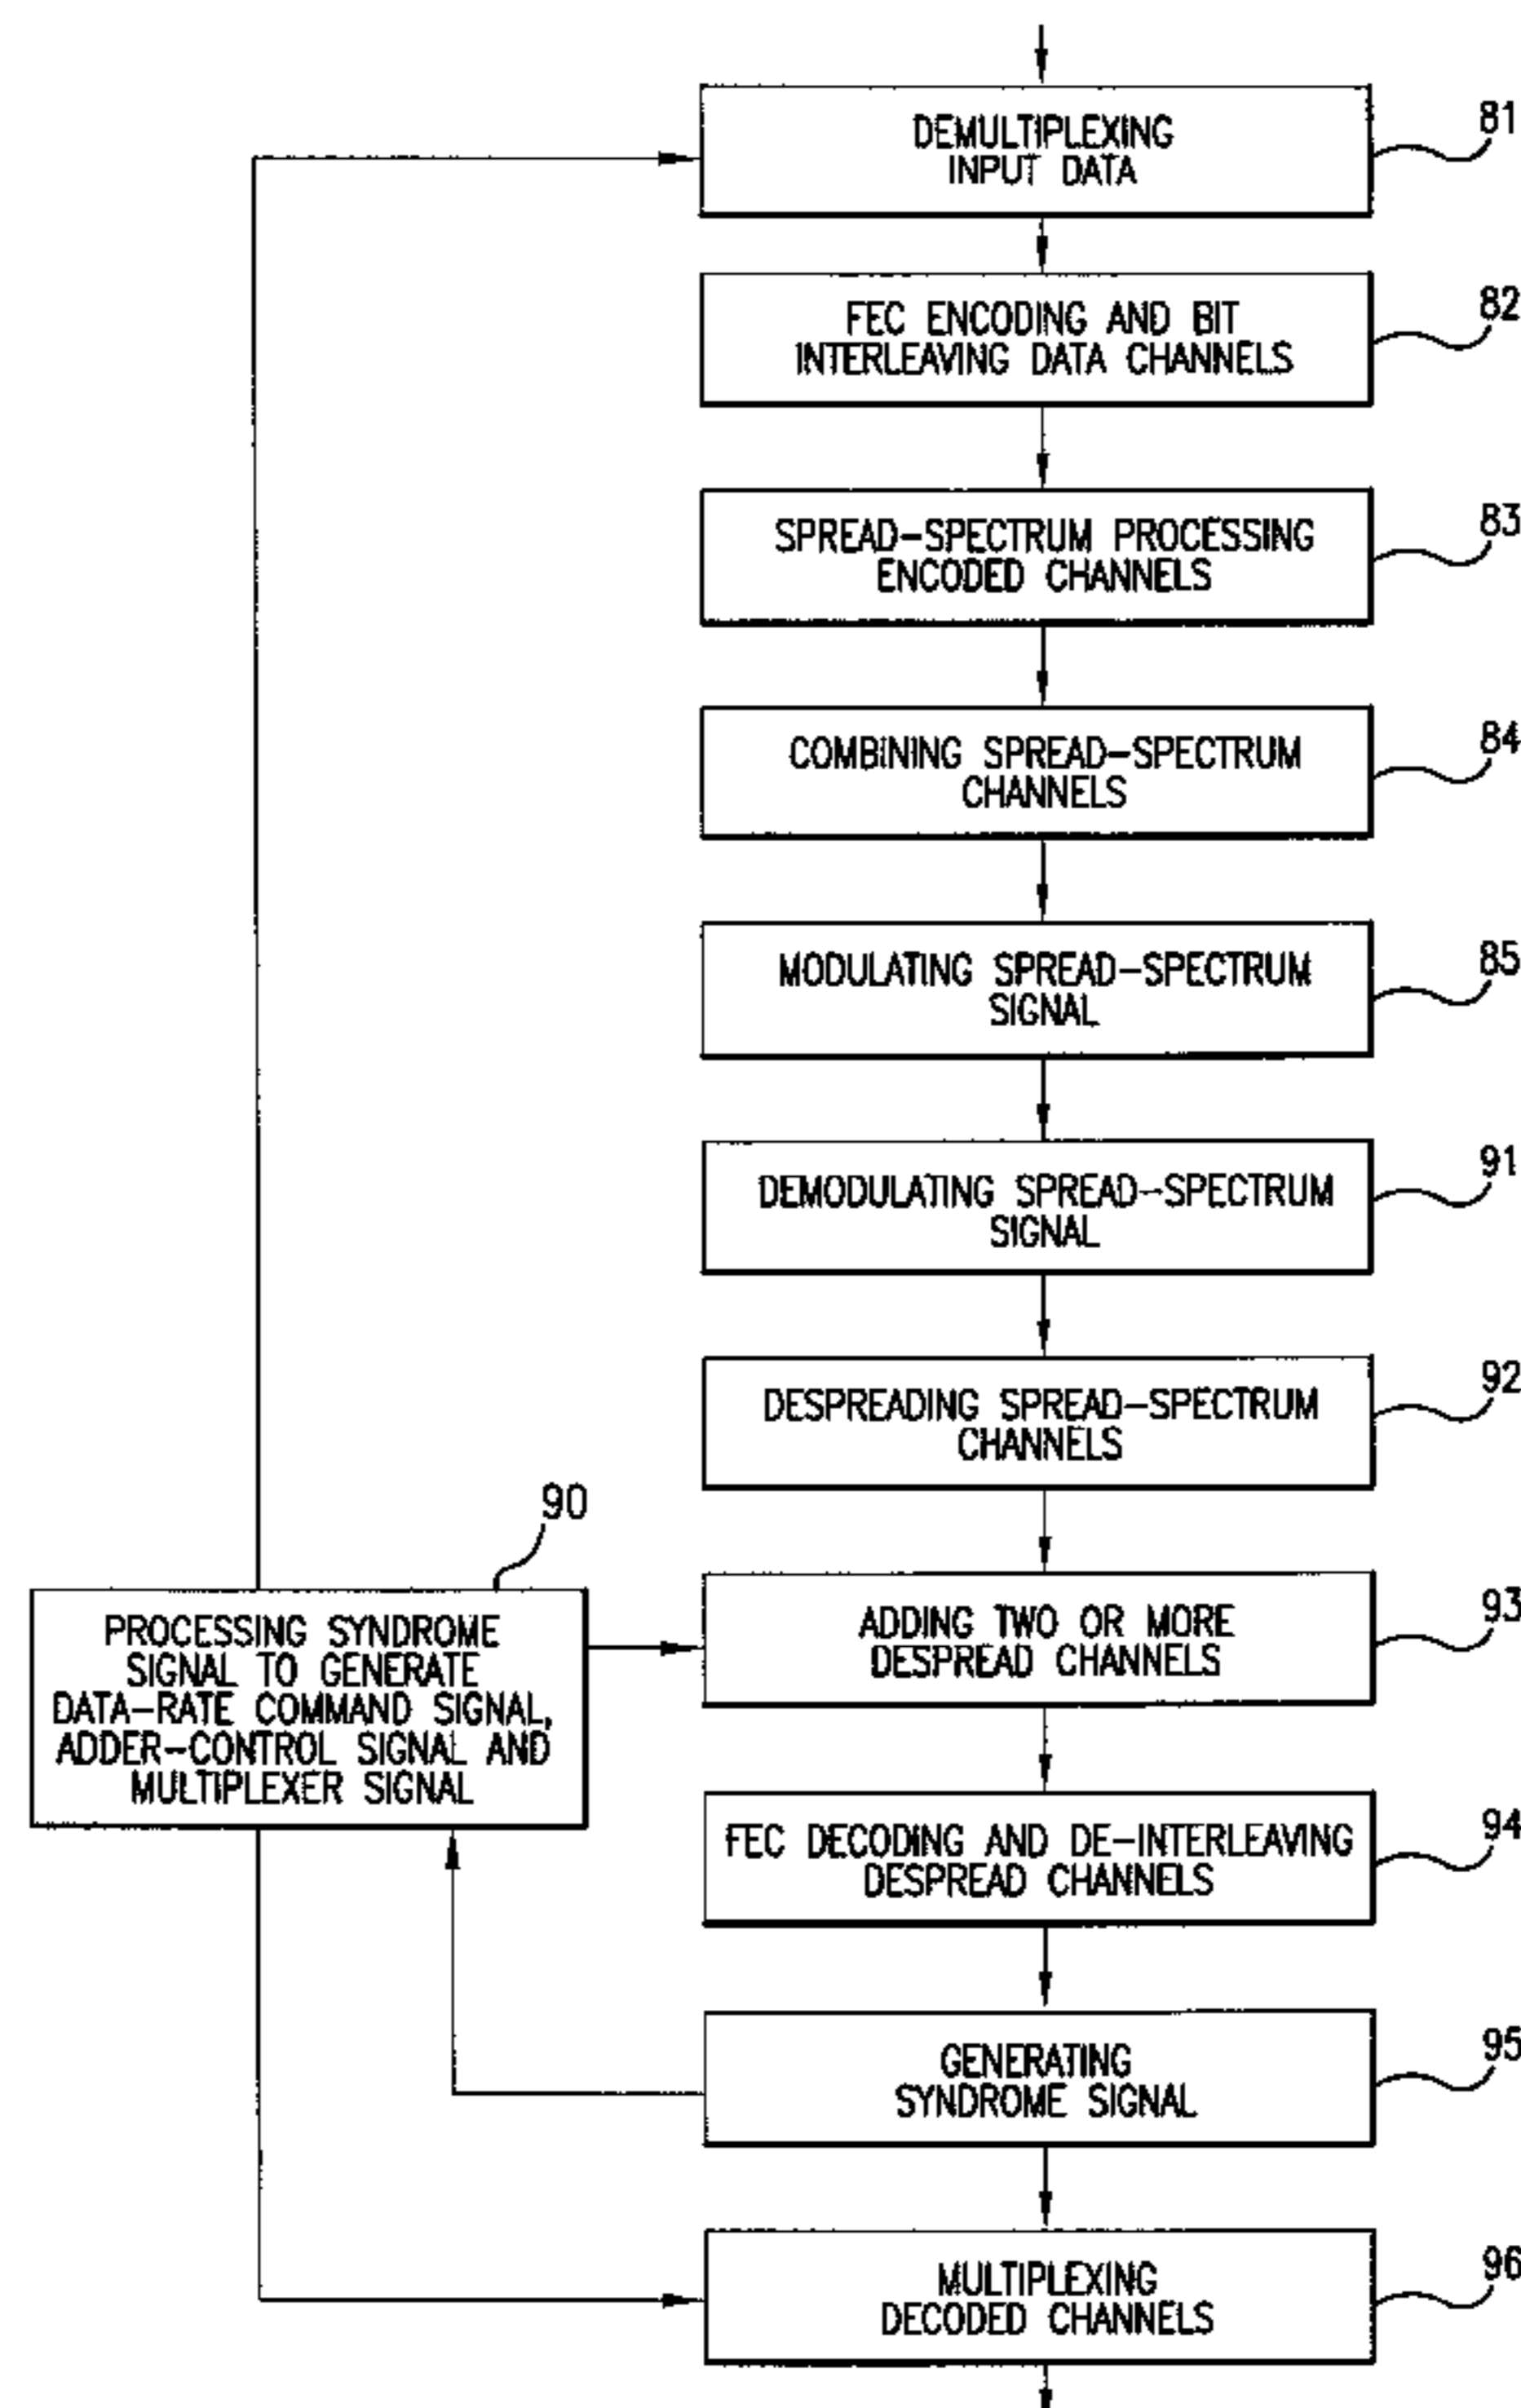 DEMULTIPLEXING
INPUT DATA
81
FEC ENCODING AND BIT
INTERLEAVING DATA CHANNELS
82
SPREAD-SPECTRUM PROCESSING
ENCODED CHANNELS
83
COMBINING SPREAD-SPECTRUM
CHANNELS
84
MODULATING SPREAD-SPECTRUM
SIGNAL
85
DEMODULATING SPREAD-SPECTRUM
SIGNAL
91
DESPREADING SPREAD-SPECTRUM
CHANNELS
92
90
PROCESSING SYNDROME
SIGNAL TO GENERATE
DATA-RATE COMMAND SIGNAL,
ADDER-CONTROL SIGNAL AND
MULTIPLEXER SIGNAL
ADDING TWO OR MORE
DESPREAD CHANNELS
93
FEC DECODING AND DE-INTERLEAVING
DESPREAD CHANNELS
94
GENERATING
SYNDROME SIGNAL
95
MULTIPLEXING
DECODED CHANNELS
96